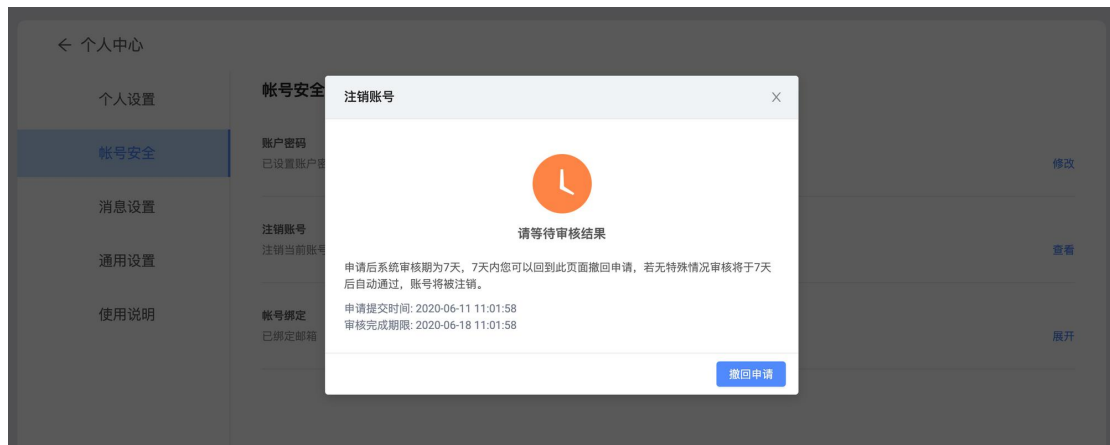 个人中心
个人设置
帐号安全
消息设置
通用设置
使用说明
帐号安全
账户密码
已设置账户密
修改
注销账号
注销当前账号
查看
帐号绑定
已绑定邮箱
展开
注销账号
请等待审核结果
申请后系统审核期为7天，7天内您可以回到此页面撤回申请，若无特殊情况审核将于7天
后自动通过，账号将被注销。
申请提交时间: 2020-06-11 11:01:58
审核完成期限: 2020-06-18 11:01:58
撤回申请